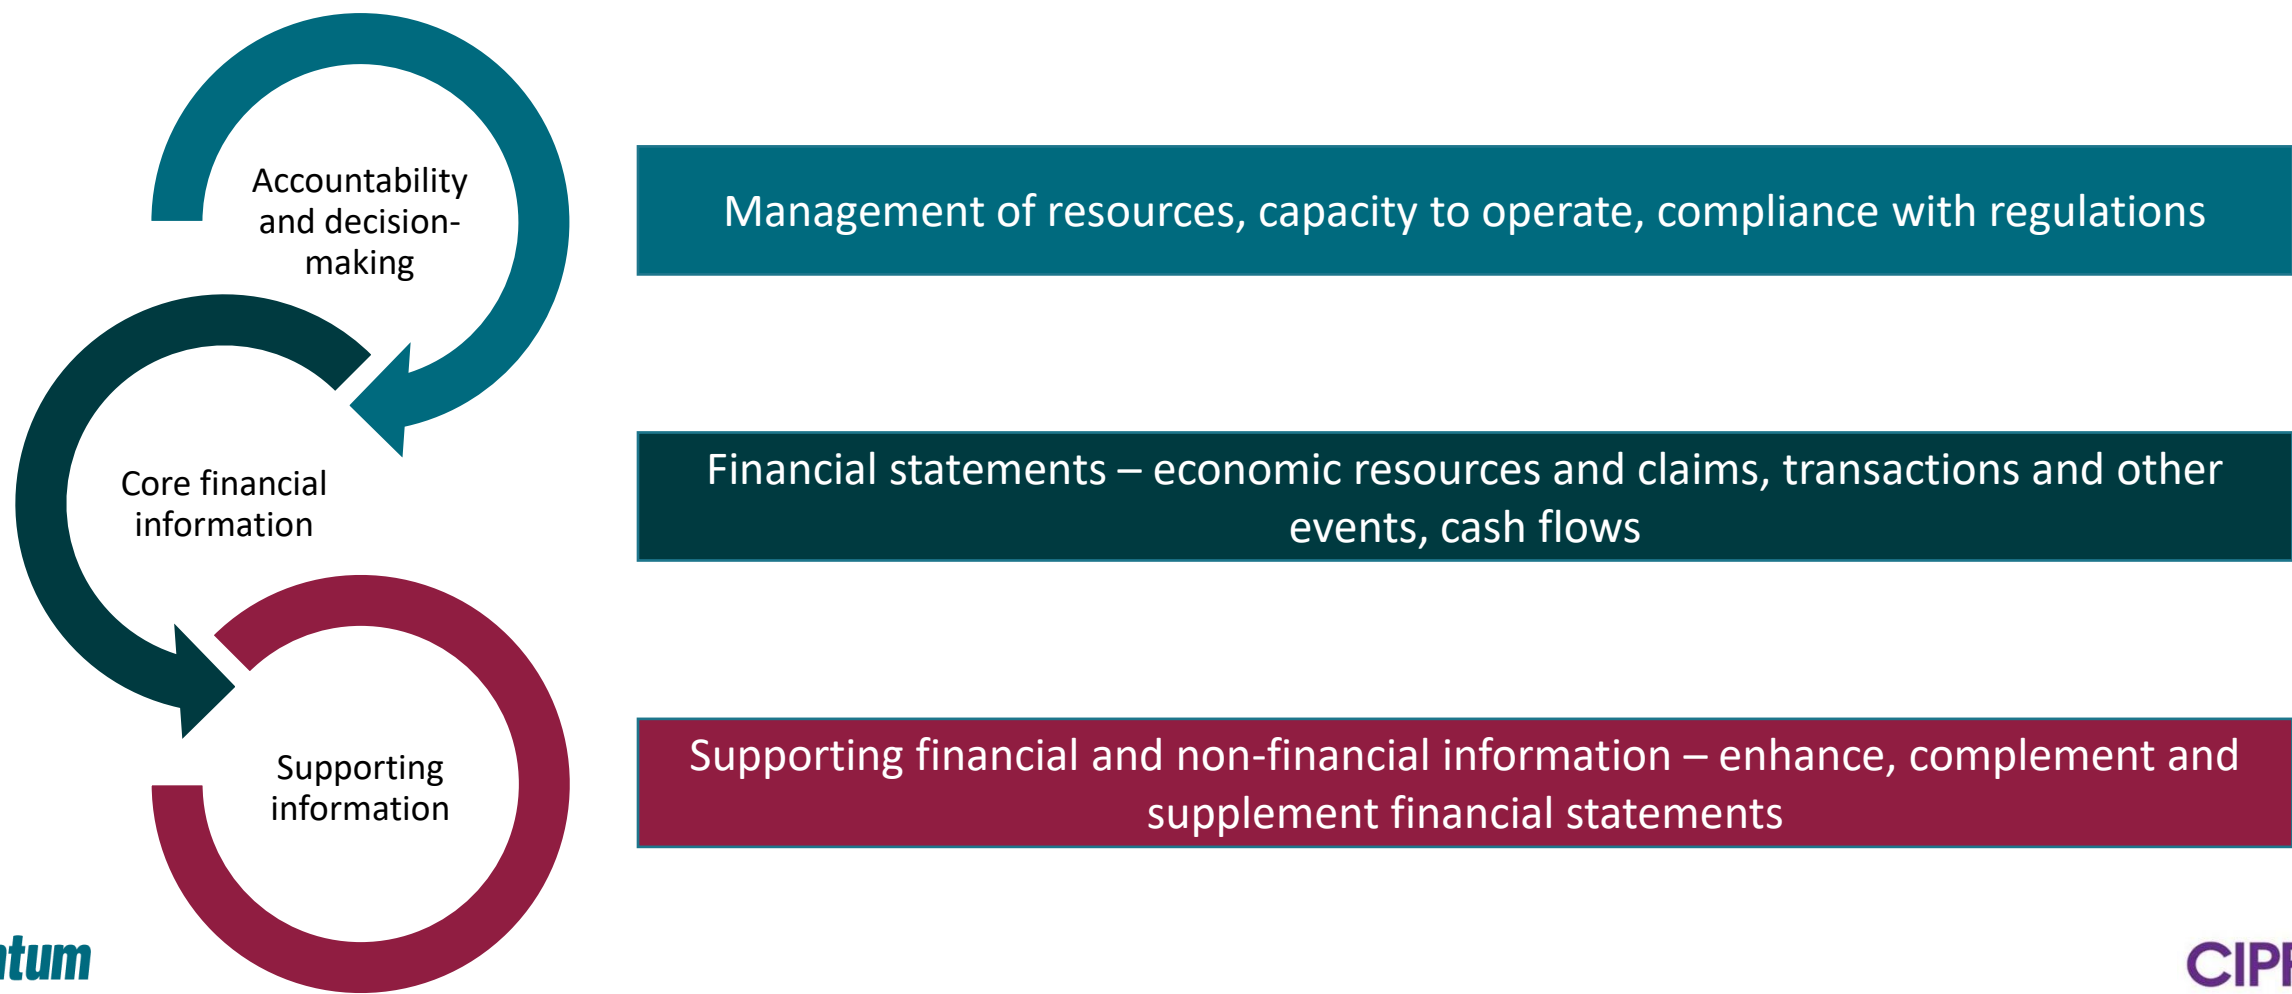 Accountability
and decision-
making
Management of resources, capacity to operate, compliance with regulations
Core financial
information
Financial statements – economic resources and claims, transactions and other
events, cash flows
Supporting
information
Supporting financial and non-financial information – enhance, complement and
supplement financial statements